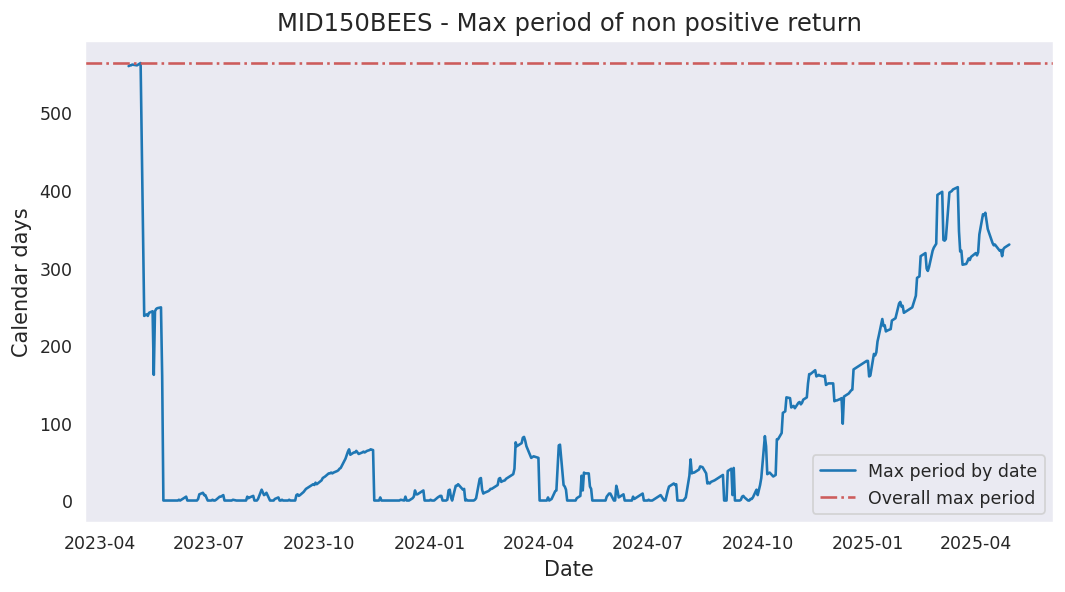 MID150BEES - Max period of non positive return
Calendar days
500
400
300
200
100
0
Max period by date
Overall max period
2023-04 2023-07 2023-10 2024-01 2024-04 2024-07 2024-10 2025-01 2025-04
Date